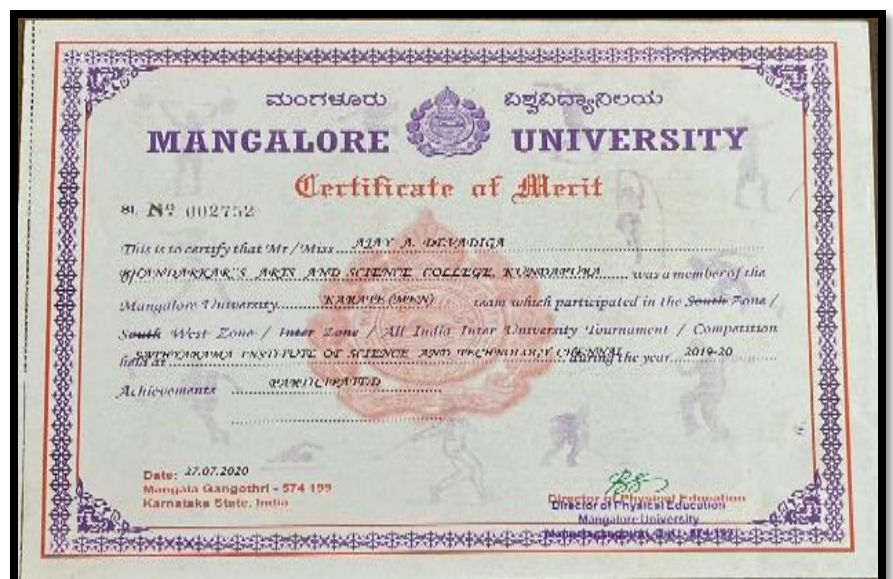 ಮಂಗಳೂರು ವಿಶ್ವವಿದ್ಯಾನಿಲಯ
MANGALORE UNIVERSITY
Certificate of Merit
Sl. No 002752
This is to certify that Mr / Miss AJAY A. DEVADIGA
of BHANDARKAR'S ARTS AND SCIENCE COLLEGE, KUNDAPURA was a member of the
Mangalore University KARATE (MEN) team which participated in the South Zone /
South West Zone / Inter Zone / All India Inter University Tournament / Competition
held at SATHYABAMA INSTITUTE OF SCIENCE AND TECHNOLOGY CHENNAI during the year 2019-20
Achievements PARTICIPATED
Date: 27.07.2020
Mangala Gangothri - 574 199
Karnataka State, India
Director of Physical Education
Director of Physical Education
Mangalore University